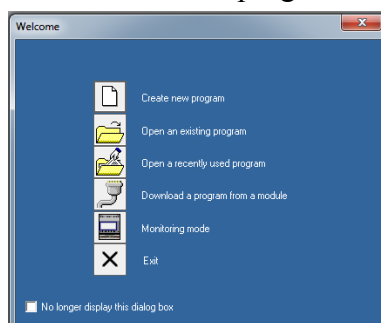 Welcome
Create new program
Open an existing program
Open a recently used program
Download a program from a module
Monitoring mode
Exit
No longer display this dialog box